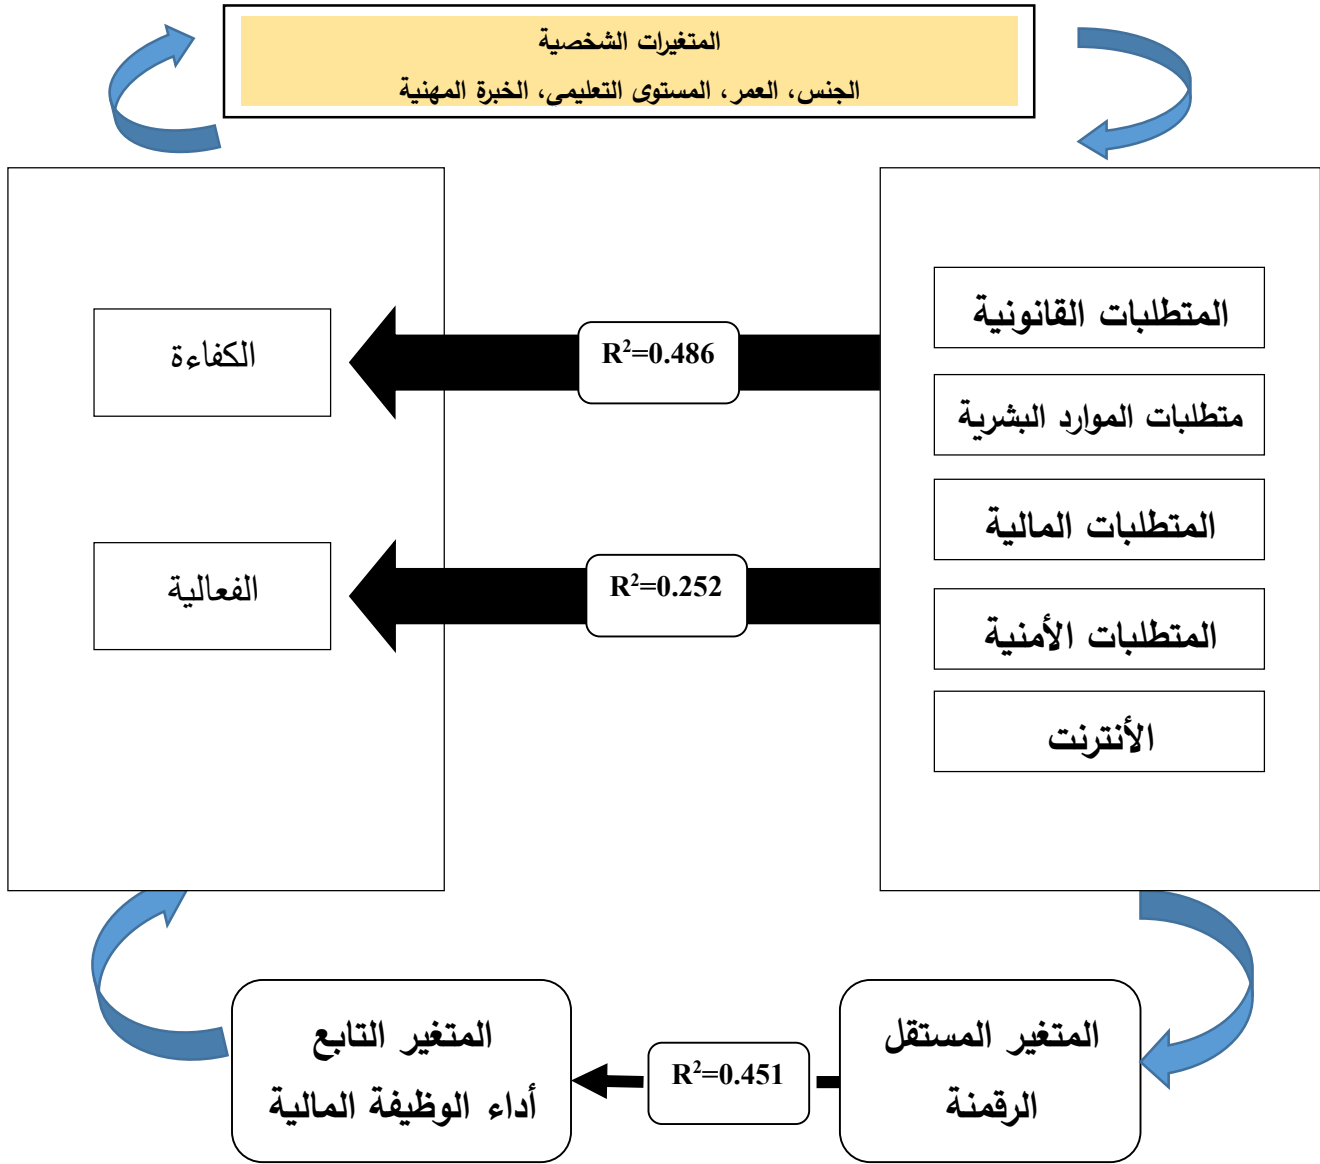 المتغيرات الشخصية
الجنس، العمر، المستوى التعليمي، الخبرة المهنية
المتطلبات القانونية
متطلبات الموارد البشرية
المتطلبات المالية
المتطلبات الأمنية
الأنترنت
R²=0.486
R²=0.252
الكفاءة
الفعالية
المتغير المستقل
الرقمنة
R²=0.451
المتغير التابع
أداء الوظيفة المالية